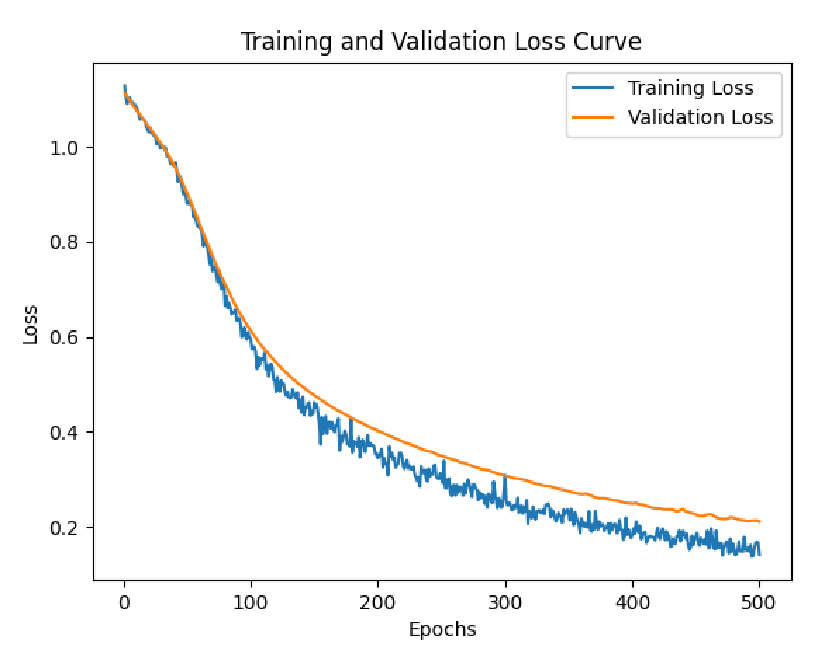 Training and Validation Loss Curve
Training Loss
Validation Loss
1.0
0.8
0.6
0.4
0.2
Loss
0 100 200 300 400 500
Epochs